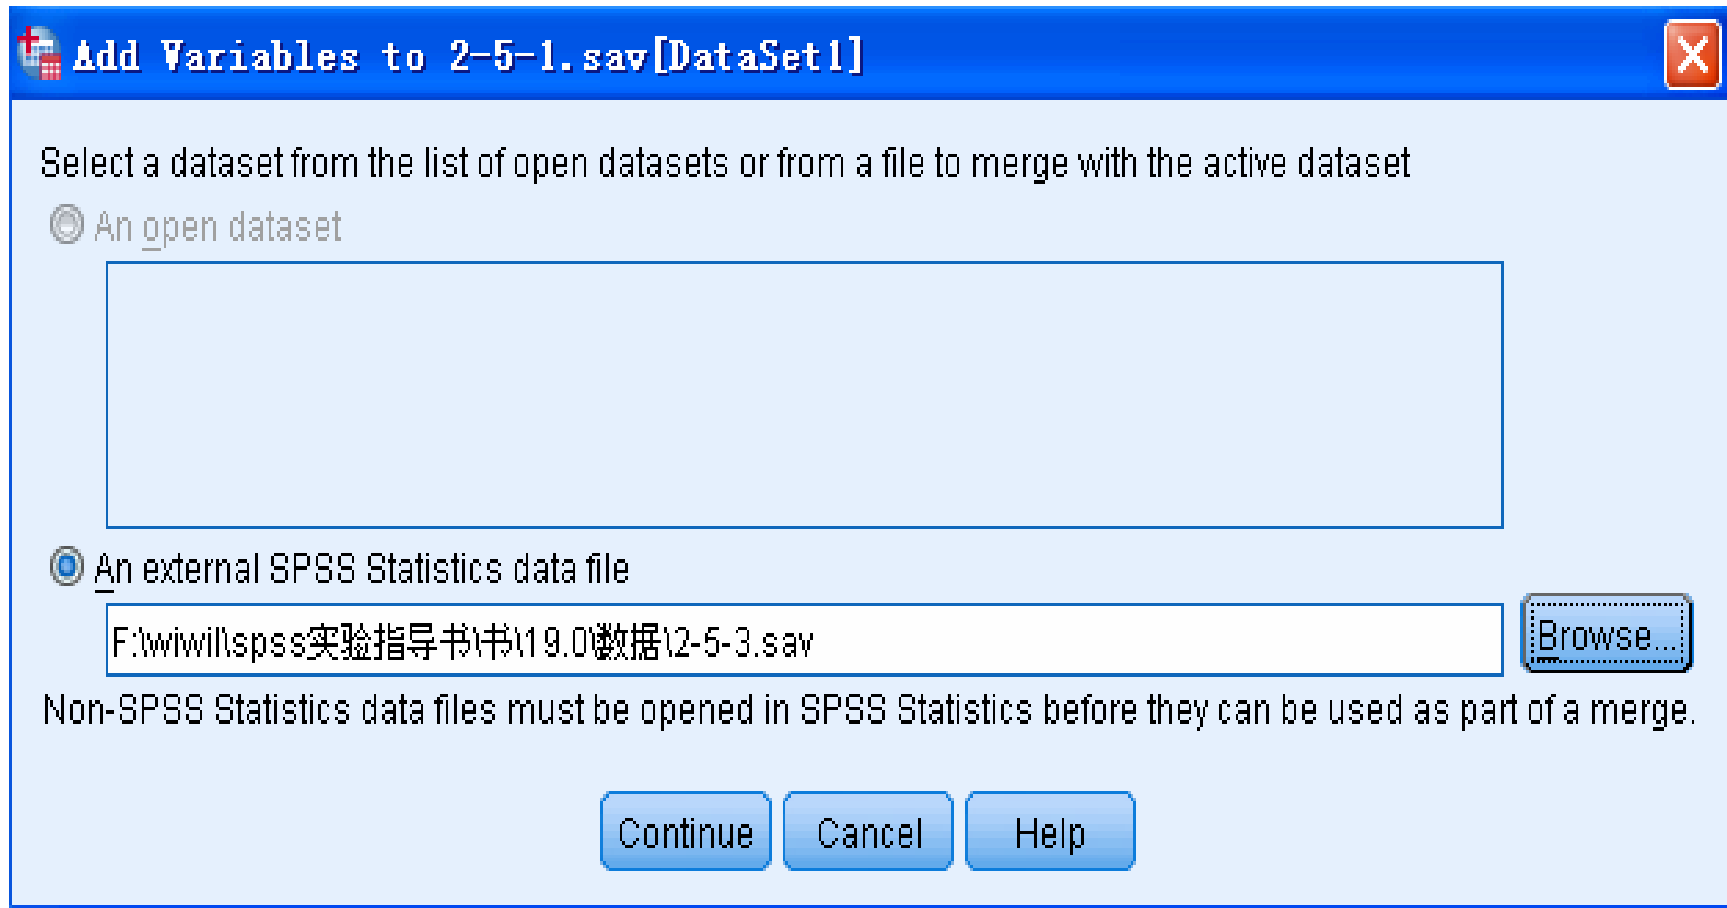 Add Variables to 2-5-1.sav[DataSet1]
Select a dataset from the list of open datasets or from a file to merge with the active dataset
An open dataset
An external SPSS Statistics data file
F:\wiwil\spss实验指导书\书\19.0\数据\2-5-3.sav
Browse...
Non-SPSS Statistics data files must be opened in SPSS Statistics before they can be used as part of a merge.
Continue
Cancel
Help